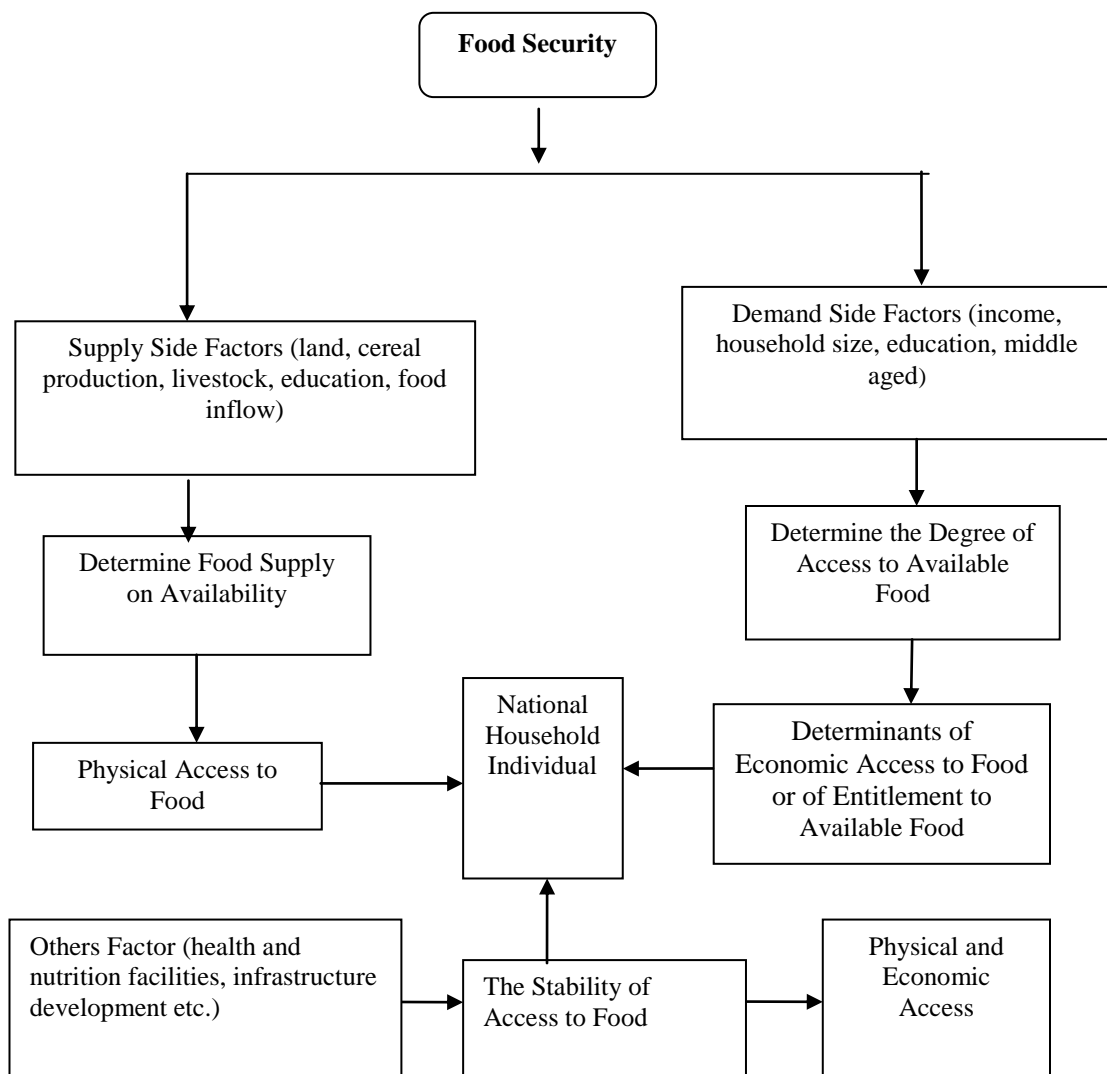 Food Security
Supply Side Factors (land, cereal
production, livestock, education, food
inflow)
Demand Side Factors (income,
household size, education, middle
aged)
Determine Food Supply
on Availability
Determine the Degree of
Access to Available
Food
Physical Access to
Food
National
Household
Individual
Determinants of
Economic Access to Food
or of Entitlement to
Available Food
Others Factor (health and
nutrition facilities, infrastructure
development etc.)
The Stability of
Access to Food
Physical and
Economic
Access